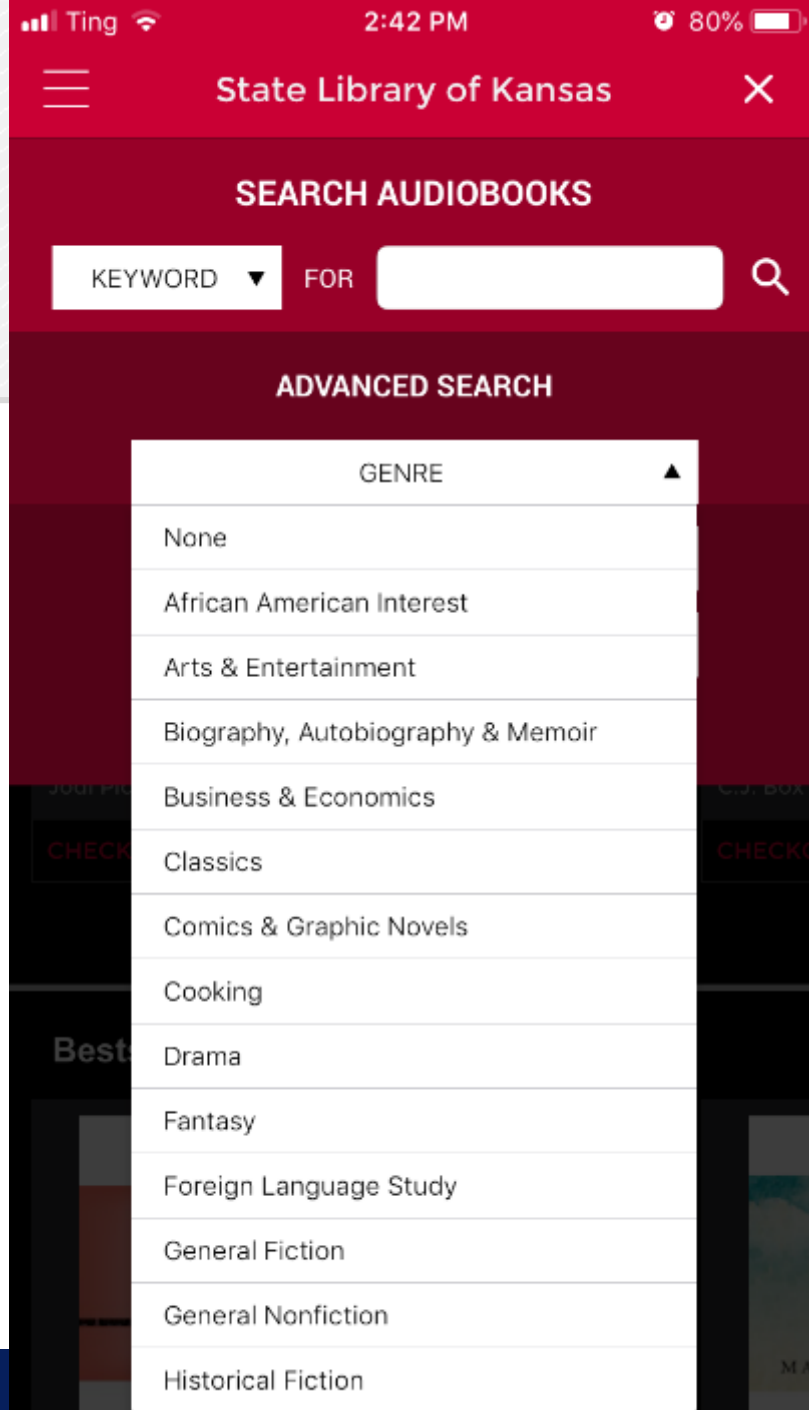 Ting 2:42 PM 80%
State Library of Kansas
SEARCH AUDIOBOOKS
KEYWORD FOR
ADVANCED SEARCH
GENRE
None
African American Interest
Arts & Entertainment
Biography, Autobiography & Memoir
Business & Economics
C.J. Box
Classics
Comics & Graphic Novels
Cooking
Drama
Fantasy
Foreign Language Study
General Fiction
General Nonfiction
Historical Fiction